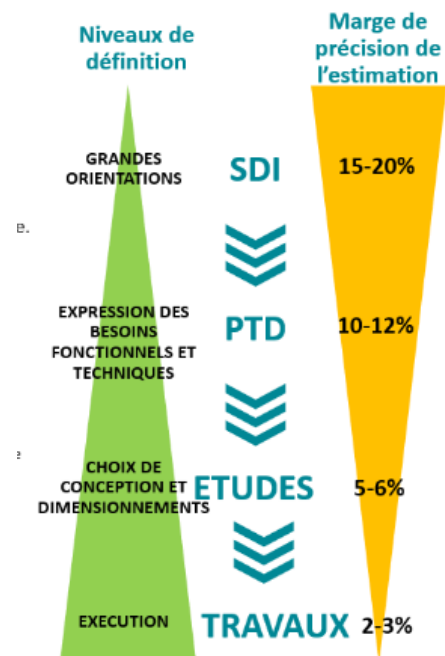 Niveaux de
définition
Marge de
précision de
l'estimation
GRANDES
ORIENTATIONS
SDI
15-20%
e.
EXPRESSION DES
BESOINS
FONCTIONNELS ET
TECHNIQUES
PTD
10-12%
e
CHOIX DE
CONCEPTION ET
DIMENSIONNEMENTS
ETUDES
5-6%
EXECUTION
TRAVAUX
2-3%